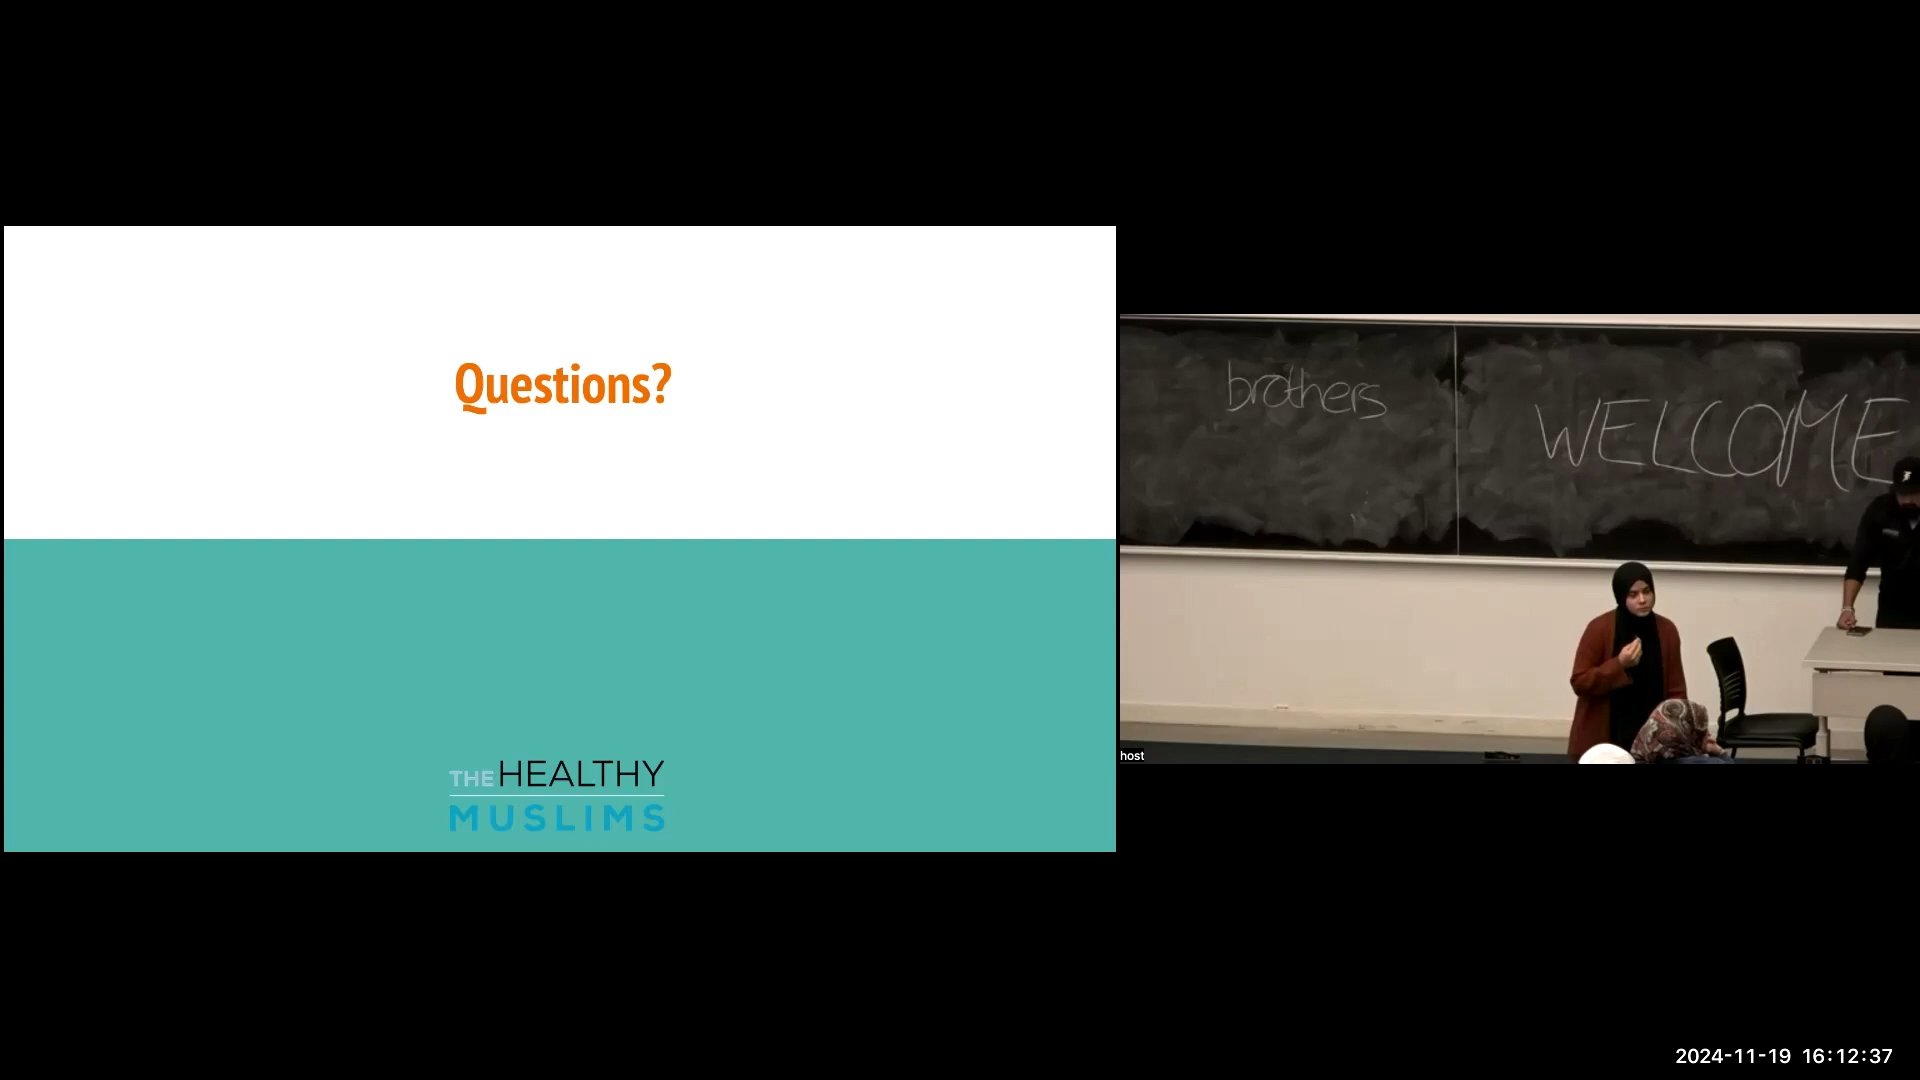 Questions?
THE HEALTHY
MUSLIMS
brothers
WELCOME
host
2024-11-19 16:12:37